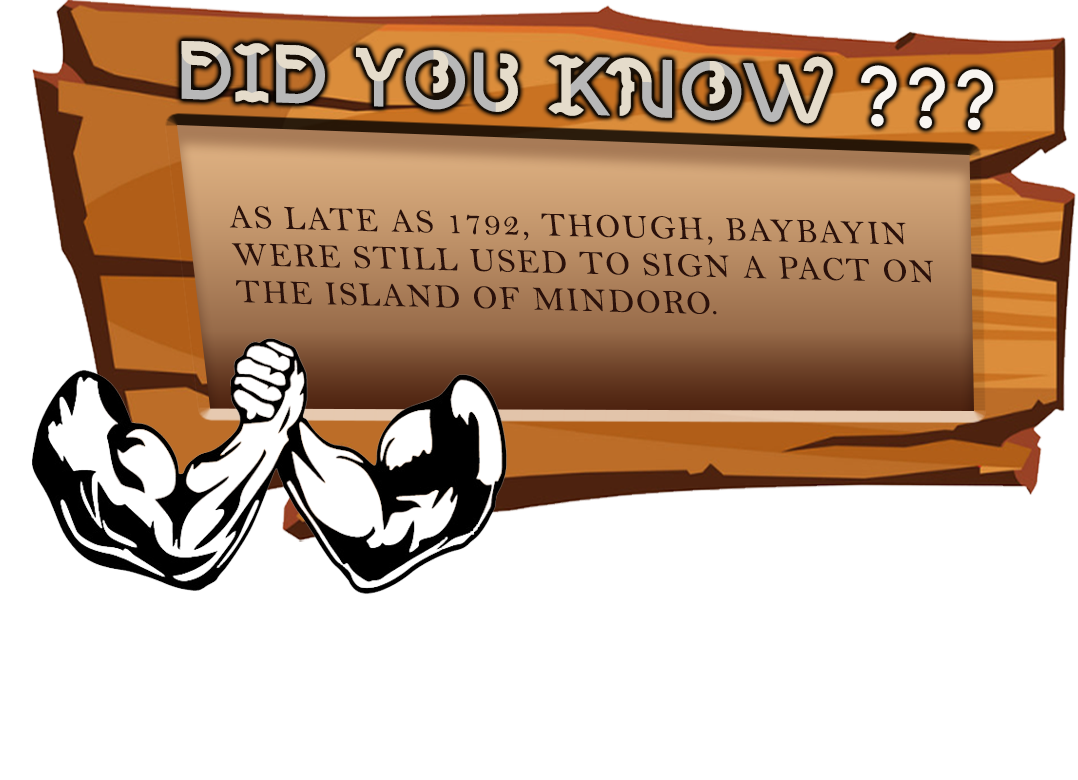 DID YOU KNOW ???
AS LATE AS 1792, THOUGH, BAYBAYIN
WERE STILL USED TO SIGN A PACT ON
THE ISLAND OF MINDORO.